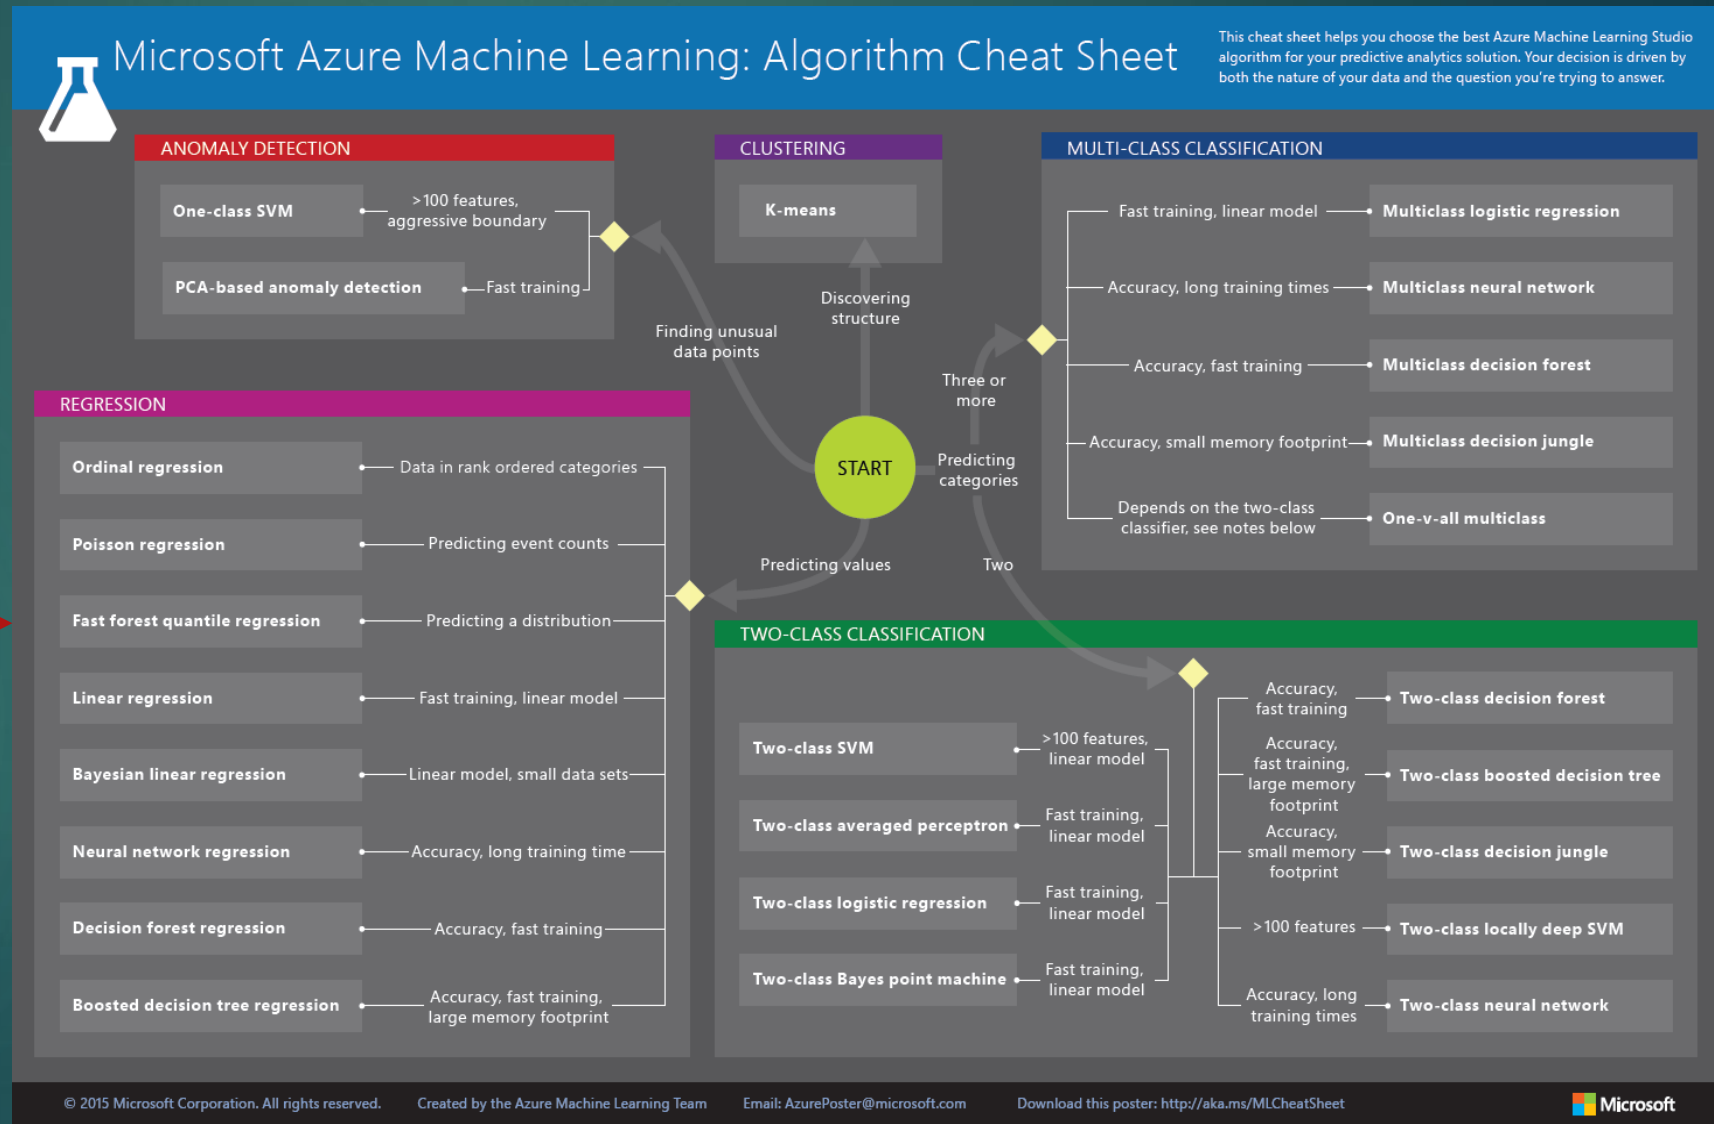 Microsoft Azure Machine Learning: Algorithm Cheat Sheet
This cheat sheet helps you choose the best Azure Machine Learning Studio
algorithm for your predictive analytics solution. Your decision is driven by
both the nature of your data and the question you’re trying to answer.
ANOMALY DETECTION
One-class SVM
>100 features,
aggressive boundary
PCA-based anomaly detection
Fast training
CLUSTERING
K-means
MULTI-CLASS CLASSIFICATION
Fast training, linear model
Multiclass logistic regression
Accuracy, long training times
Multiclass neural network
Accuracy, fast training
Multiclass decision forest
Accuracy, small memory footprint
Multiclass decision jungle
Depends on the two-class
classifier, see notes below
One-v-all multiclass
Finding unusual
data points
Discovering
structure
Three or
more
START
Predicting
categories
Predicting values
Two
REGRESSION
Ordinal regression
Data in rank ordered categories
Poisson regression
Predicting event counts
Fast forest quantile regression
Predicting a distribution
Linear regression
Fast training, linear model
Bayesian linear regression
Linear model, small data sets
Neural network regression
Accuracy, long training time
Decision forest regression
Accuracy, fast training
Boosted decision tree regression
Accuracy, fast training,
large memory footprint
TWO-CLASS CLASSIFICATION
Two-class SVM
>100 features,
linear model
Two-class averaged perceptron
Fast training,
linear model
Two-class logistic regression
Fast training,
linear model
Two-class Bayes point machine
Fast training,
linear model
Accuracy,
fast training
Two-class decision forest
Accuracy,
fast training,
large memory
footprint
Two-class boosted decision tree
Accuracy,
small memory
footprint
Two-class decision jungle
>100 features
Two-class locally deep SVM
Accuracy, long
training times
Two-class neural network
© 2015 Microsoft Corporation. All rights reserved.
Created by the Azure Machine Learning Team
Email: AzurePoster@microsoft.com
Download this poster: http://aka.ms/MLCheatSheet
Microsoft